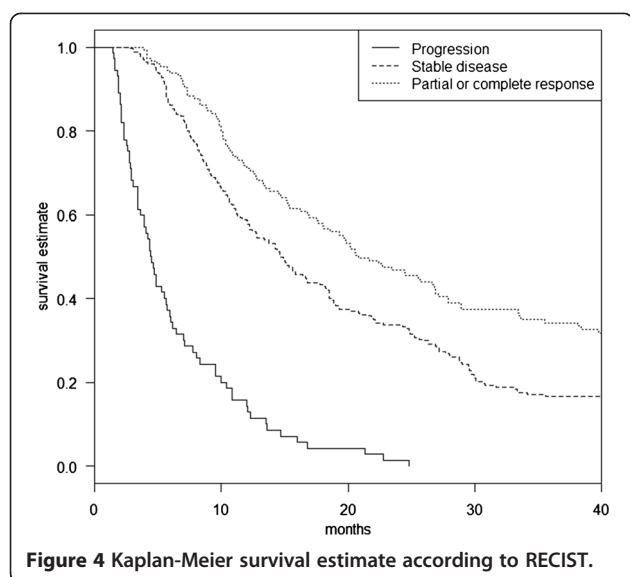 Progression
Stable disease
Partial or complete response
1.0
0.8
0.6
0.4
0.2
0.0
survival estimate
0 10 20 30 40
months
Figure 4 Kaplan-Meier survival estimate according to RECIST.